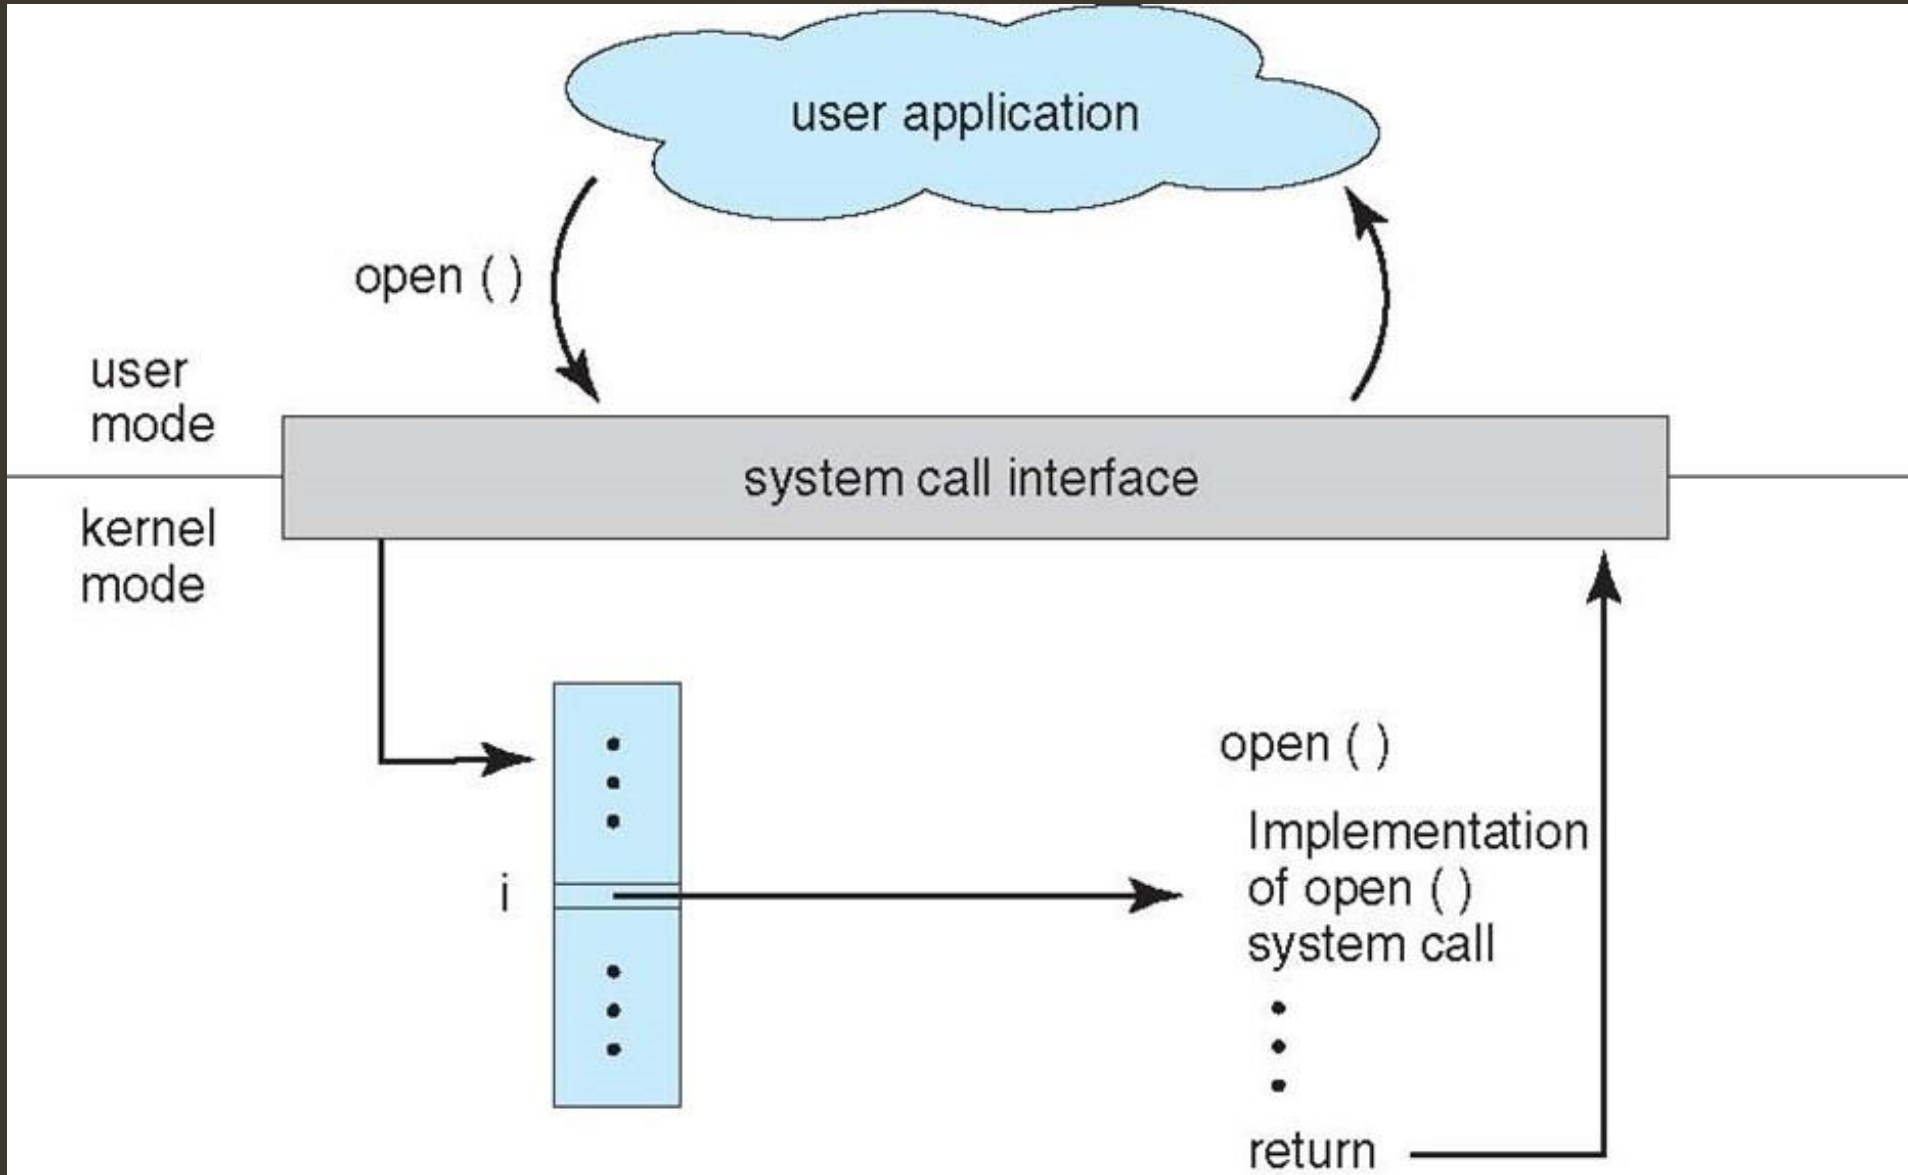 user application
open ( )
user
mode
system call interface
kernel
mode
open ( )
Implementation
of open ( )
system call
i
return